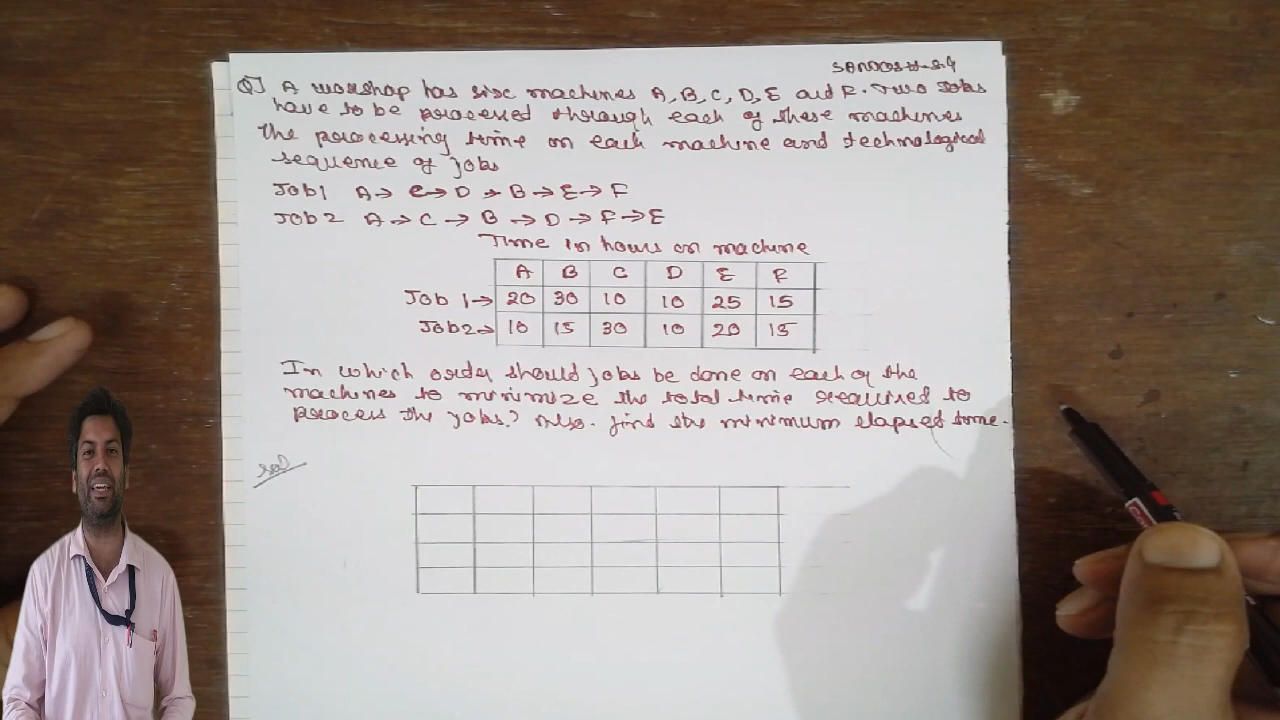 Q] A workshop has six machines A, B, C, D, E and F. Two Jobs
have to be processed through each of these machines
The processing time on each machine and technological
sequence of jobs
Job1 A→ C→ D → B→ E→ F
Job2 A→ C → B → D → F→ E
Time in hours on machine
A B C D E F
Job 1→ 20 30 10 10 25 15
Job2→ 10 15 30 10 20 15
In which order should jobs be done on each of the
machines to minimize the total time required to
process the jobs? Also. find the minimum elapsed time.
Sol